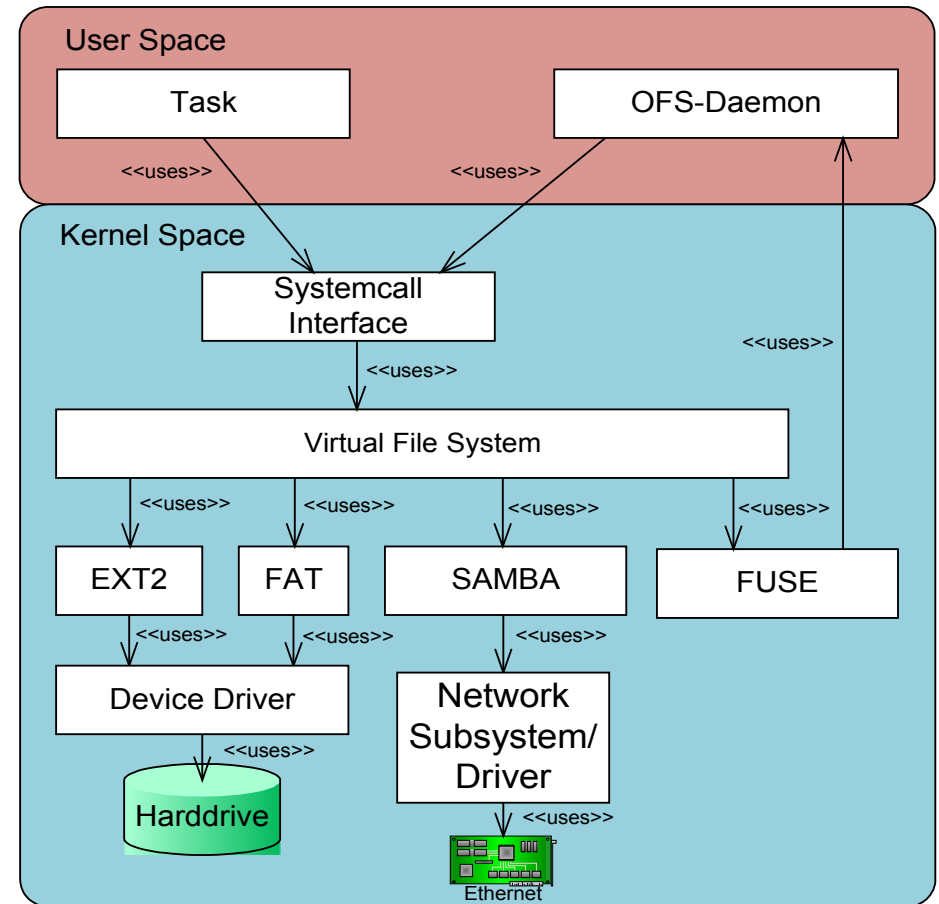 User Space
Task
OFS-Daemon
<<uses>>
<<uses>>
Kernel Space
Systemcall
Interface
<<uses>>
<<uses>>
Virtual File System
<<uses>>
<<uses>>
<<uses>>
<<uses>>
EXT2
FAT
SAMBA
FUSE
<<uses>>
<<uses>>
<<uses>>
Device Driver
Network
Subsystem/
Driver
<<uses>>
Harddrive
<<uses>>
Ethernet